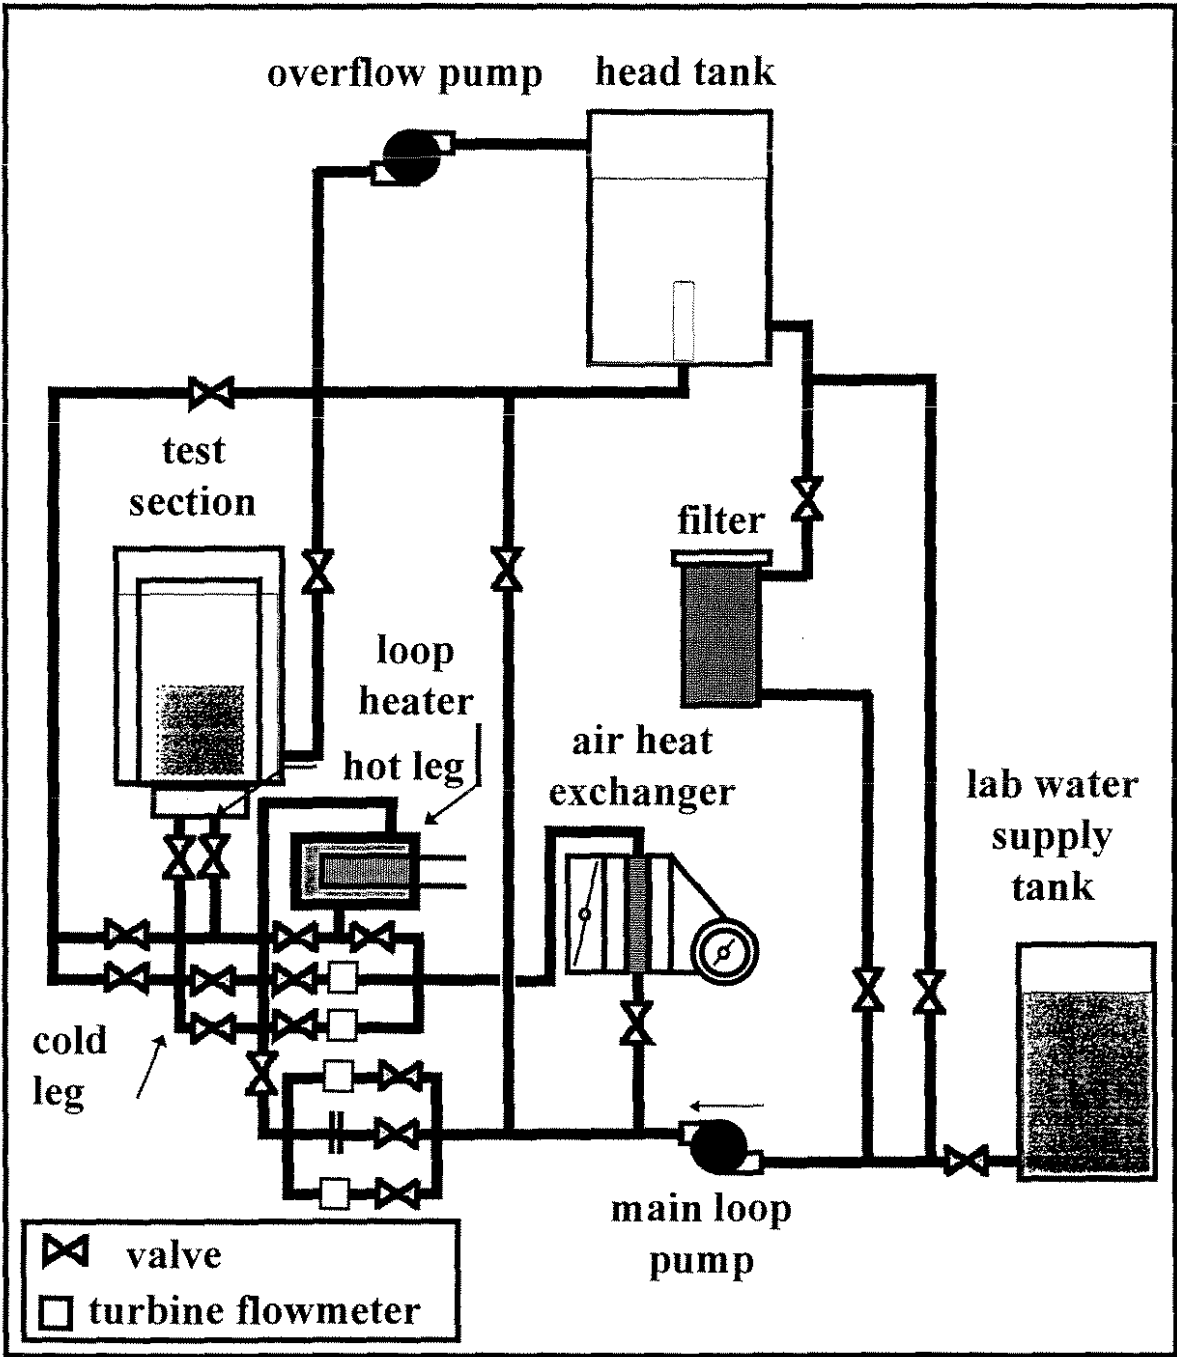 overflow pump
head tank
test
section
filter
loop
heater
hot leg
air heat
exchanger
lab water
supply
tank
cold
leg
main loop
pump
valve
turbine flowmeter